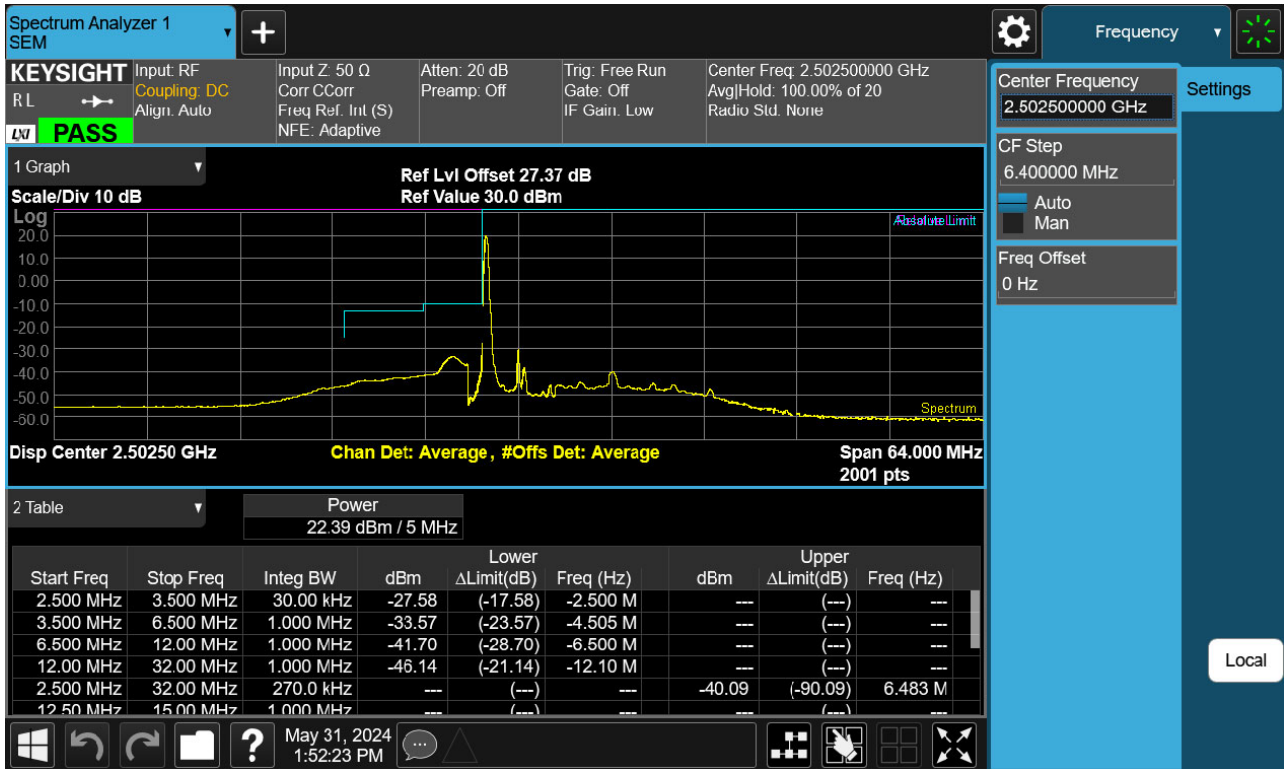 Spectrum Analyzer 1
SEM
+
Frequency
KEYSIGHT
R L
LXI
PASS
Input: RF
Coupling: DC
Align: Auto
Input Z: 50 Ω
Corr CCorr
Freq Ref: Int (S)
NFE: Adaptive
Atten: 20 dB
Preamp: Off
Trig: Free Run
Gate: Off
IF Gain: Low
Center Freq: 2.502500000 GHz
Avg|Hold: 100.00% of 20
Radio Std: None
Center Frequency
2.502500000 GHz
Settings
CF Step
6.400000 MHz
Auto
Man
Freq Offset
0 Hz
Local
1 Graph
Scale/Div 10 dB
Ref Lvl Offset 27.37 dB
Ref Value 30.0 dBm
Log
20.0
10.0
0.00
-10.0
-20.0
-30.0
-40.0
-50.0
-60.0
Limit
Spectrum
Disp Center 2.50250 GHz
Chan Det: Average, #Offs Det: Average
Span 64.000 MHz
2001 pts
2 Table
Power
22.39 dBm / 5 MHz
Lower Upper
Start Freq Stop Freq Integ BW dBm ΔLimit(dB) Freq (Hz) dBm ΔLimit(dB) Freq (Hz)
2.500 MHz 3.500 MHz 30.00 kHz -27.58 (-17.58) -2.500 M --- (---) ---
3.500 MHz 6.500 MHz 1.000 MHz -33.57 (-23.57) -4.505 M --- (---) ---
6.500 MHz 12.00 MHz 1.000 MHz -41.70 (-28.70) -6.500 M --- (---) ---
12.00 MHz 32.00 MHz 1.000 MHz -46.14 (-21.14) -12.10 M --- (---) ---
2.500 MHz 32.00 MHz 270.0 kHz --- (---) --- -40.09 (-90.09) 6.483 M
12.50 MHz 15.00 MHz 1.000 MHz --- (---) --- --- (---) ---
?
May 31, 2024
1:52:23 PM